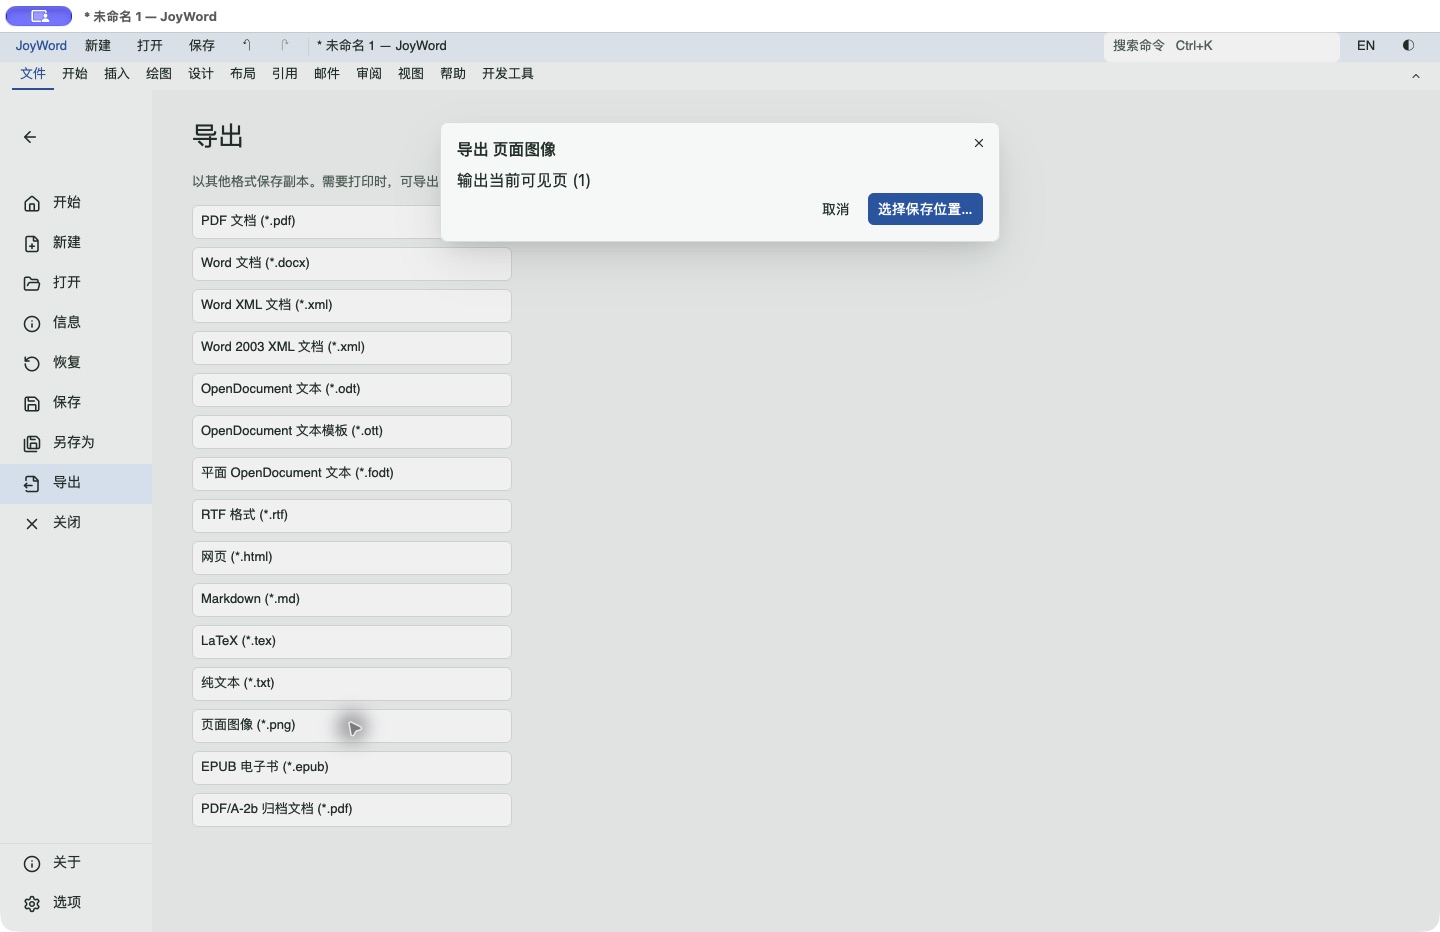 * 未命名 1 — JoyWord
JoyWord 新建 打开 保存 * 未命名 1 — JoyWord 搜索命令 Ctrl+K EN
文件 开始 插入 绘图 设计 布局 引用 邮件 审阅 视图 帮助 开发工具
开始
新建
打开
信息
恢复
保存
另存为
导出
关闭
关于
选项
导出
以其他格式保存副本。需要打印时，可导出
PDF 文档 (*.pdf)
Word 文档 (*.docx)
Word XML 文档 (*.xml)
Word 2003 XML 文档 (*.xml)
OpenDocument 文本 (*.odt)
OpenDocument 文本模板 (*.ott)
平面 OpenDocument 文本 (*.fodt)
RTF 格式 (*.rtf)
网页 (*.html)
Markdown (*.md)
LaTeX (*.tex)
纯文本 (*.txt)
页面图像 (*.png)
EPUB 电子书 (*.epub)
PDF/A-2b 归档文档 (*.pdf)
导出 页面图像
输出当前可见页 (1)
取消 选择保存位置...